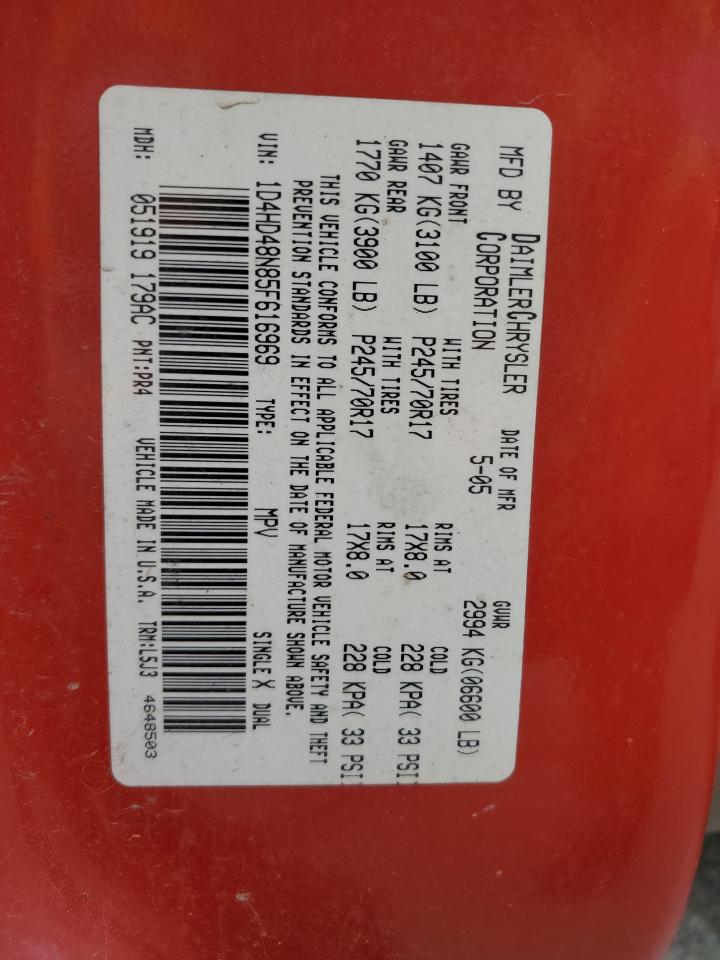 MFD BY DAIMLERCHRYSLER CORPORATION
DATE OF MFR 5-05
GVWR 2994 KG(06600 LB)
GAWR FRONT WITH TIRES RIMS AT COLD
1407 KG(3100 LB) P245/70R17 17X8.0 228 KPA( 33 PSI)
GAWR REAR WITH TIRES RIMS AT COLD
1770 KG(3900 LB) P245/70R17 17X8.0 228 KPA( 33 PSI)
THIS VEHICLE CONFORMS TO ALL APPLICABLE FEDERAL MOTOR VEHICLE SAFETY AND THEFT
PREVENTION STANDARDS IN EFFECT ON THE DATE OF MANUFACTURE SHOWN ABOVE.
VIN: 1D4HD48N85F616969 TYPE: MPV SINGLE X DUAL
MDH: 051919 179AC PNT:PR4 VEHICLE MADE IN U.S.A. TRM:L5J3 4648503